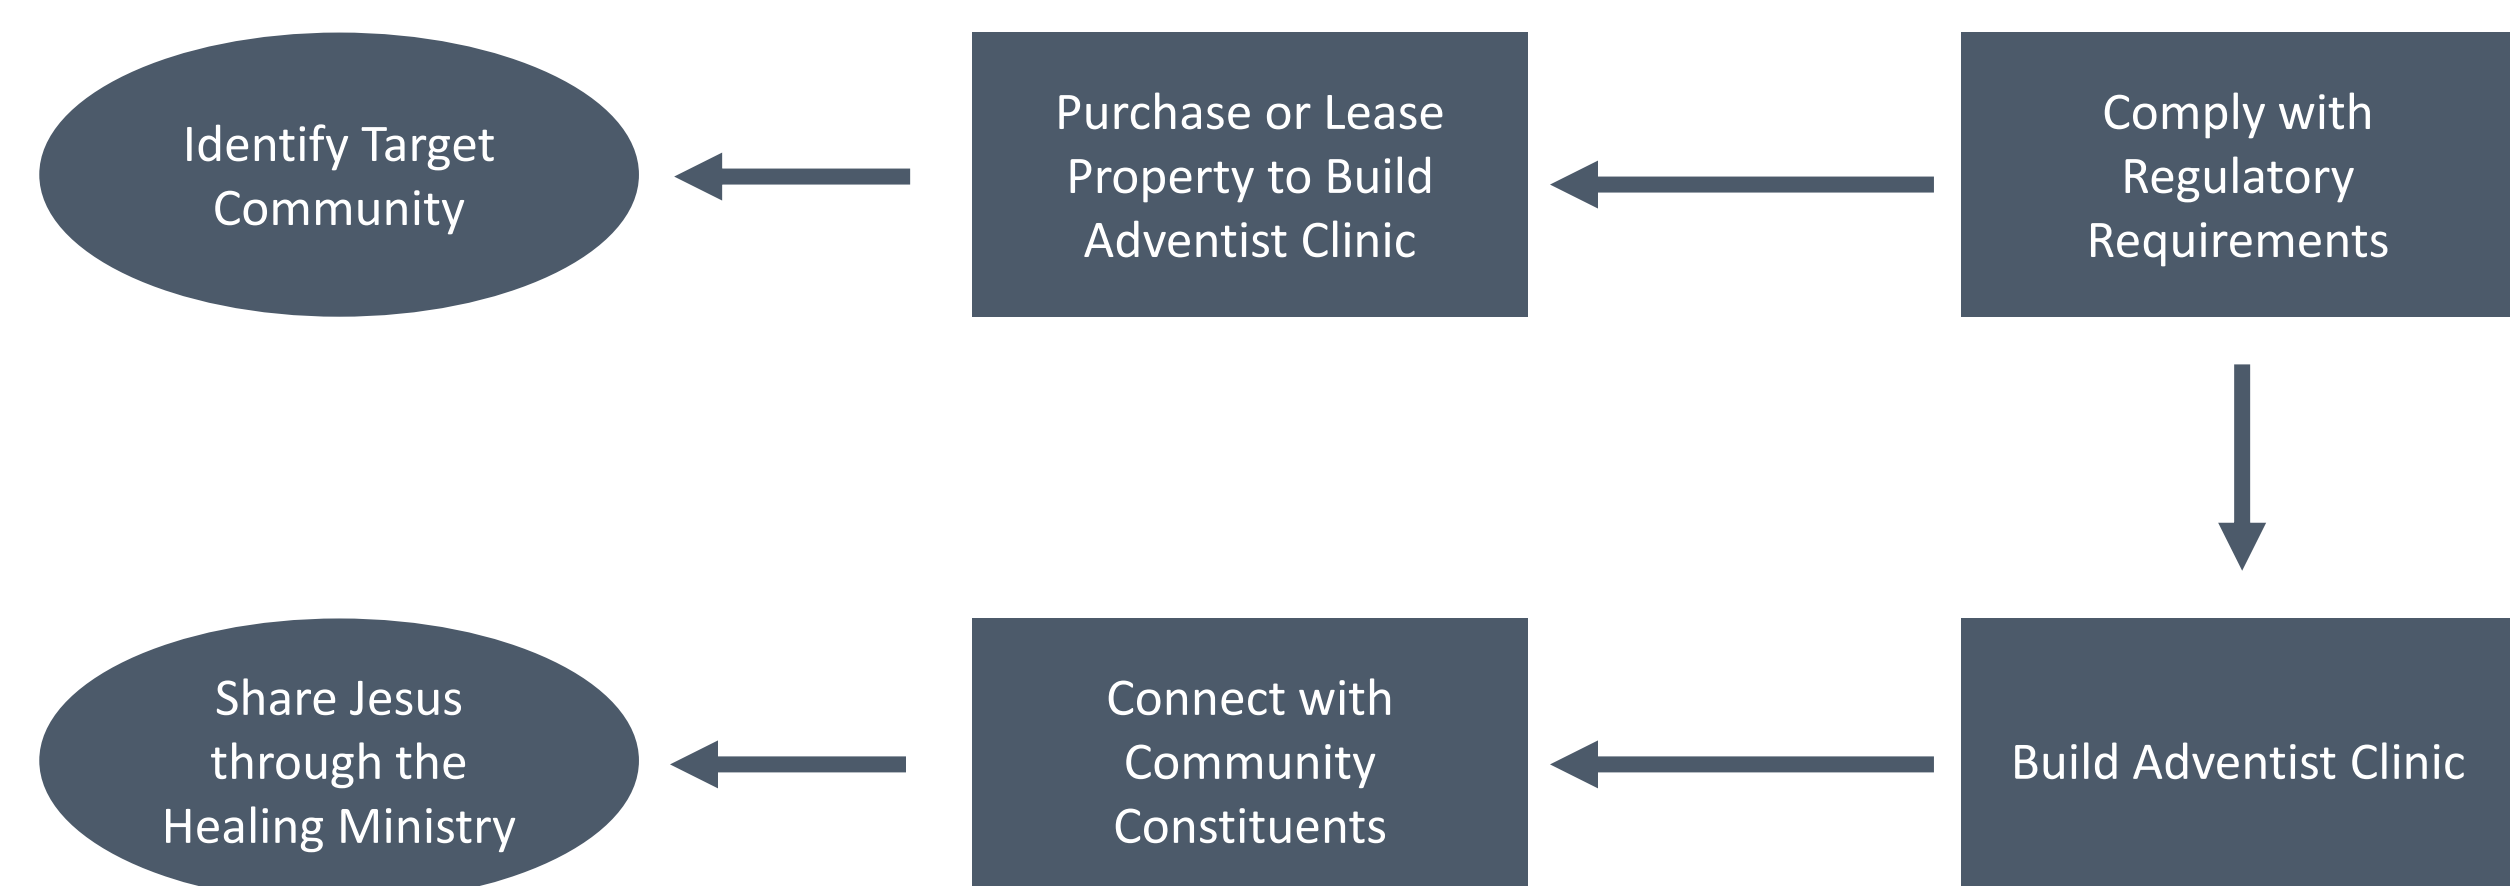 Identify Target
Community
Purchase or Lease
Property to Build
Adventist Clinic
Comply with
Regulatory
Requirements
Share Jesus
through the
Healing Ministry
Connect with
Community
Constituents
Build Adventist Clinic